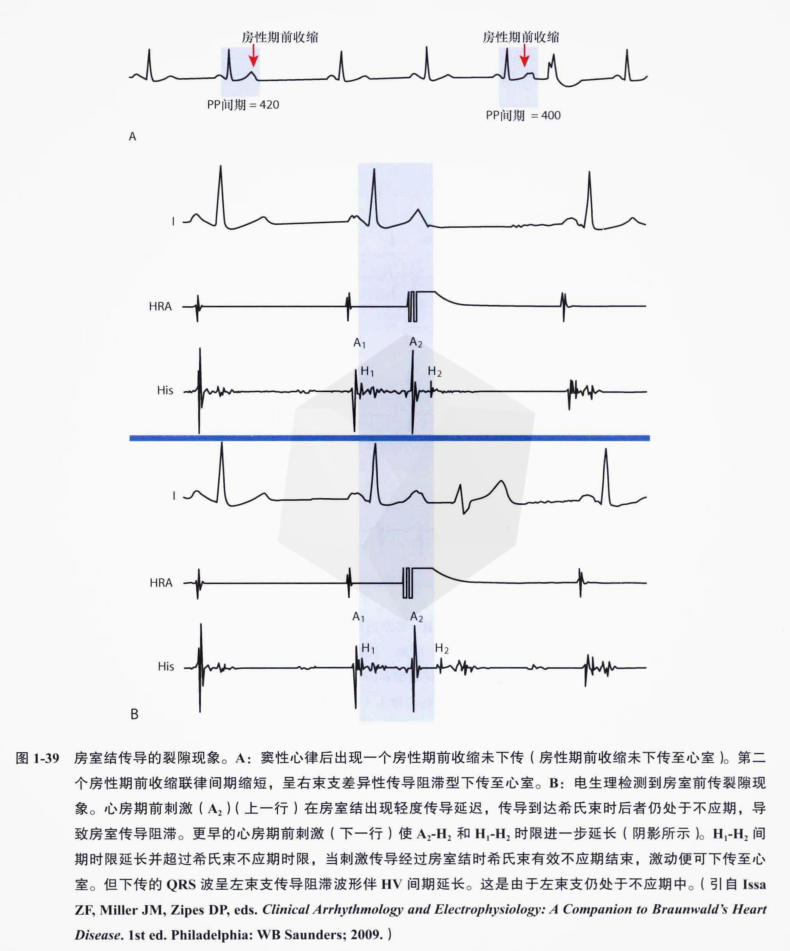 房性期前收缩 房性期前收缩
PP间期 = 420 PP间期 = 400
A
I
HRA
A₁ A₂
H₁ H₂
His
I
HRA
A₁ A₂
H₁ H₂
His
B
图 1-39 房室结传导的裂隙现象。A：窦性心律后出现一个房性期前收缩未下传（房性期前收缩未下传至心室）。第二
个房性期前收缩联律间期缩短，呈右束支差异性传导阻滞型下传至心室。B：电生理检测到房室前传裂隙现
象。心房期前刺激（A₂）（上一行）在房室结出现轻度传导延迟，传导到达希氏束时后者仍处于不应期，导
致房室传导阻滞。更早的心房期前刺激（下一行）使 A₂-H₂ 和 H₁-H₂ 时限进一步延长（阴影所示）。H₁-H₂ 间
期时限延长并超过希氏束不应期时限，当刺激传导经过房室结时希氏束有效不应期结束，激动便可下传至心
室。但下传的 QRS 波呈左束支传导阻滞波形伴 HV 间期延长。这是由于左束支仍处于不应期中。（引自 Issa
ZF, Miller JM, Zipes DP, eds. Clinical Arrhythmology and Electrophysiology: A Companion to Braunwald's Heart
Disease. 1st ed. Philadelphia: WB Saunders; 2009.）